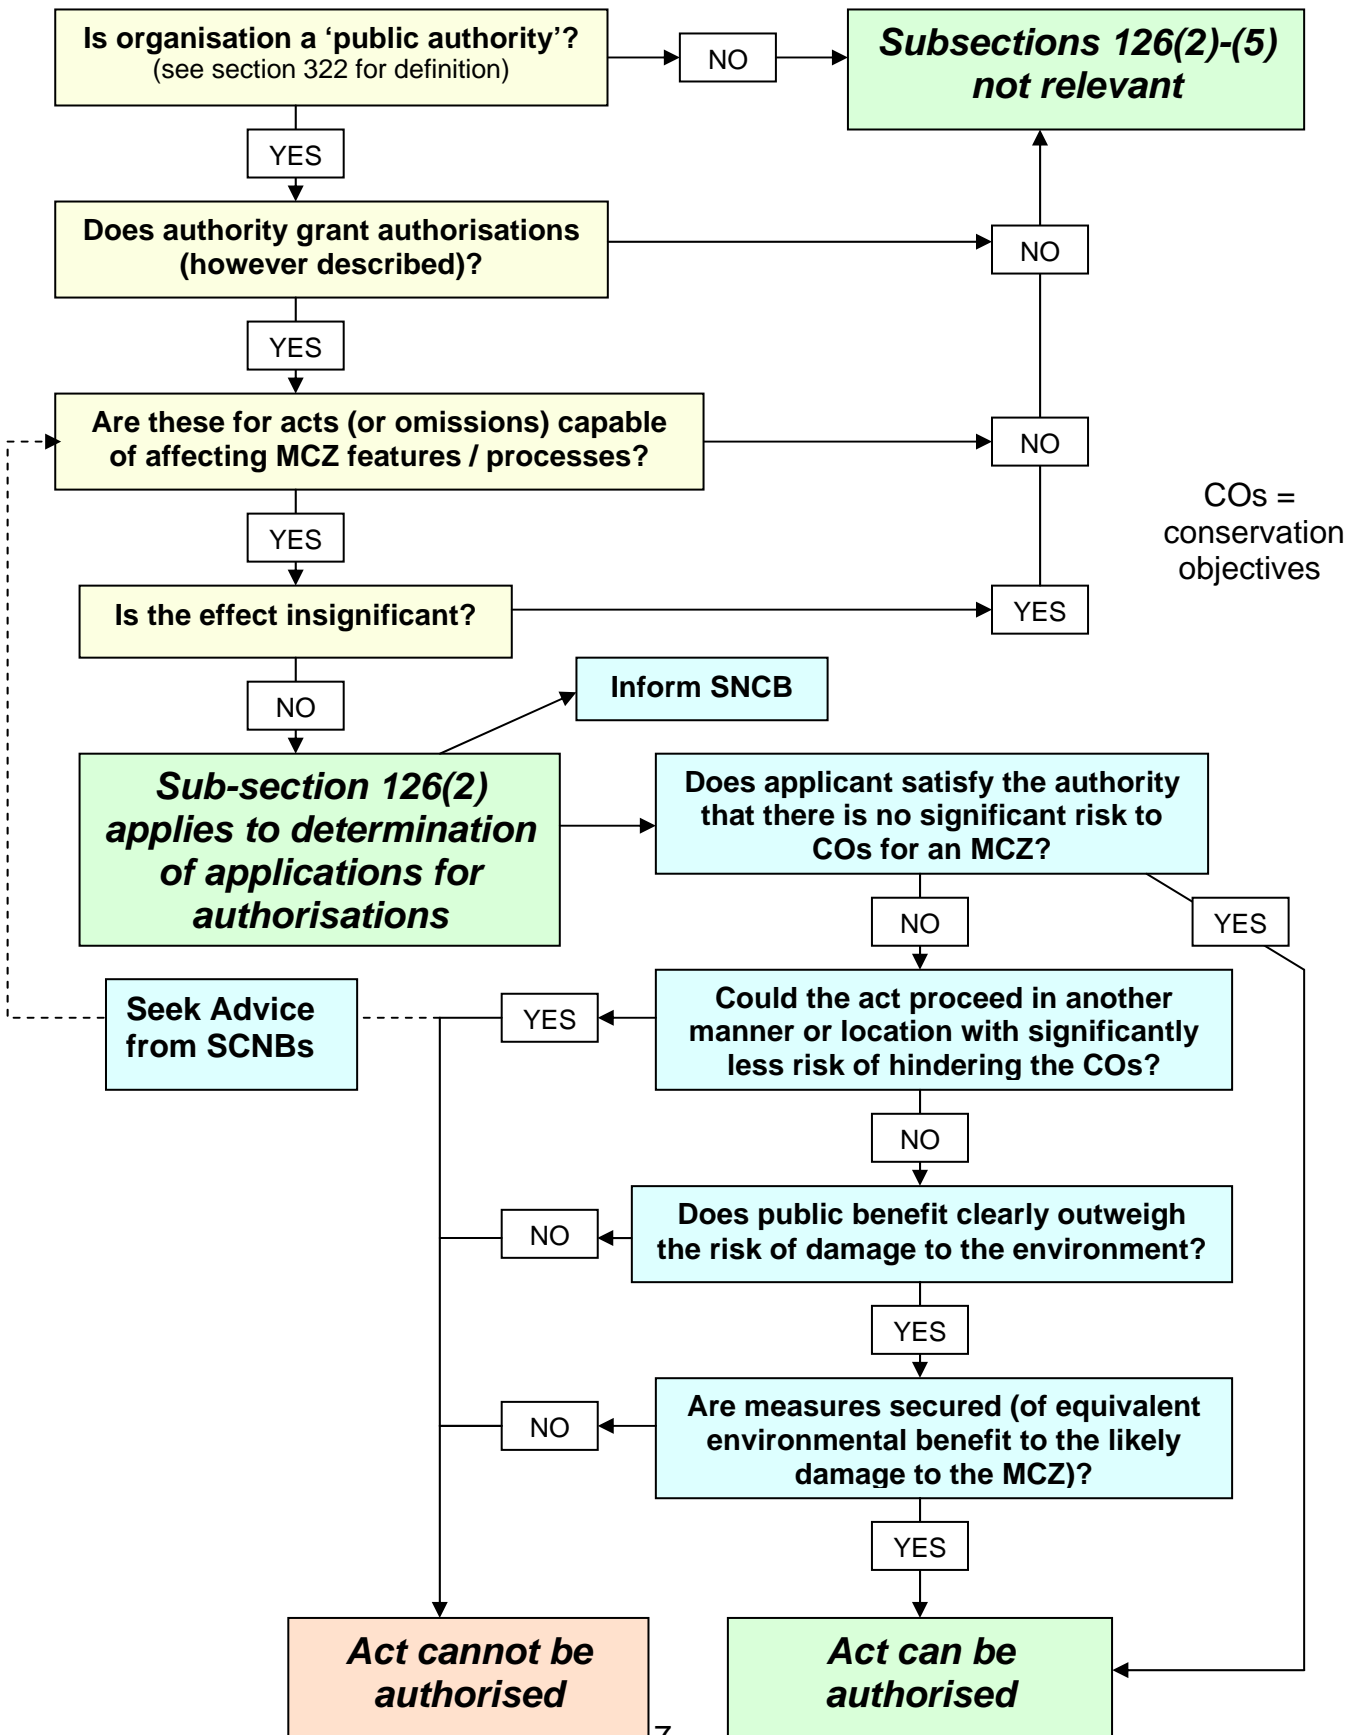 Is organisation a ‘public authority’?
(see section 322 for definition)
NO
Subsections 126(2)-(5)
not relevant
YES
Does authority grant authorisations
(however described)?
NO
YES
Are these for acts (or omissions) capable
of affecting MCZ features / processes?
NO
COs =
conservation
objectives
YES
Is the effect insignificant?
YES
NO
Inform SNCB
Sub-section 126(2)
applies to determination
of applications for
authorisations
Does applicant satisfy the authority
that there is no significant risk to
COs for an MCZ?
NO
YES
Seek Advice
from SCNBs
YES
Could the act proceed in another
manner or location with significantly
less risk of hindering the COs?
NO
NO
Does public benefit clearly outweigh
the risk of damage to the environment?
YES
NO
Are measures secured (of equivalent
environmental benefit to the likely
damage to the MCZ)?
YES
Act cannot be
authorised
Act can be
authorised
7